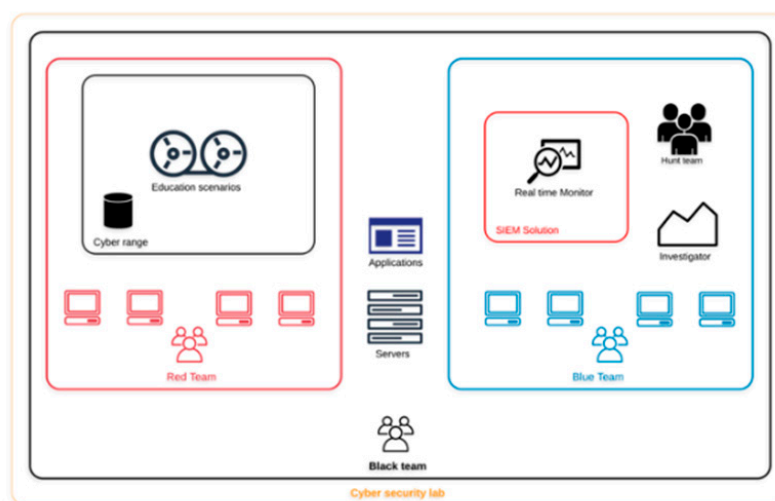 Education scenarios
Cyber range
Red Team
Applications
Servers
Real time Monitor
SIEM Solution
Hunt team
Investigator
Blue Team
Black team
Cyber security lab